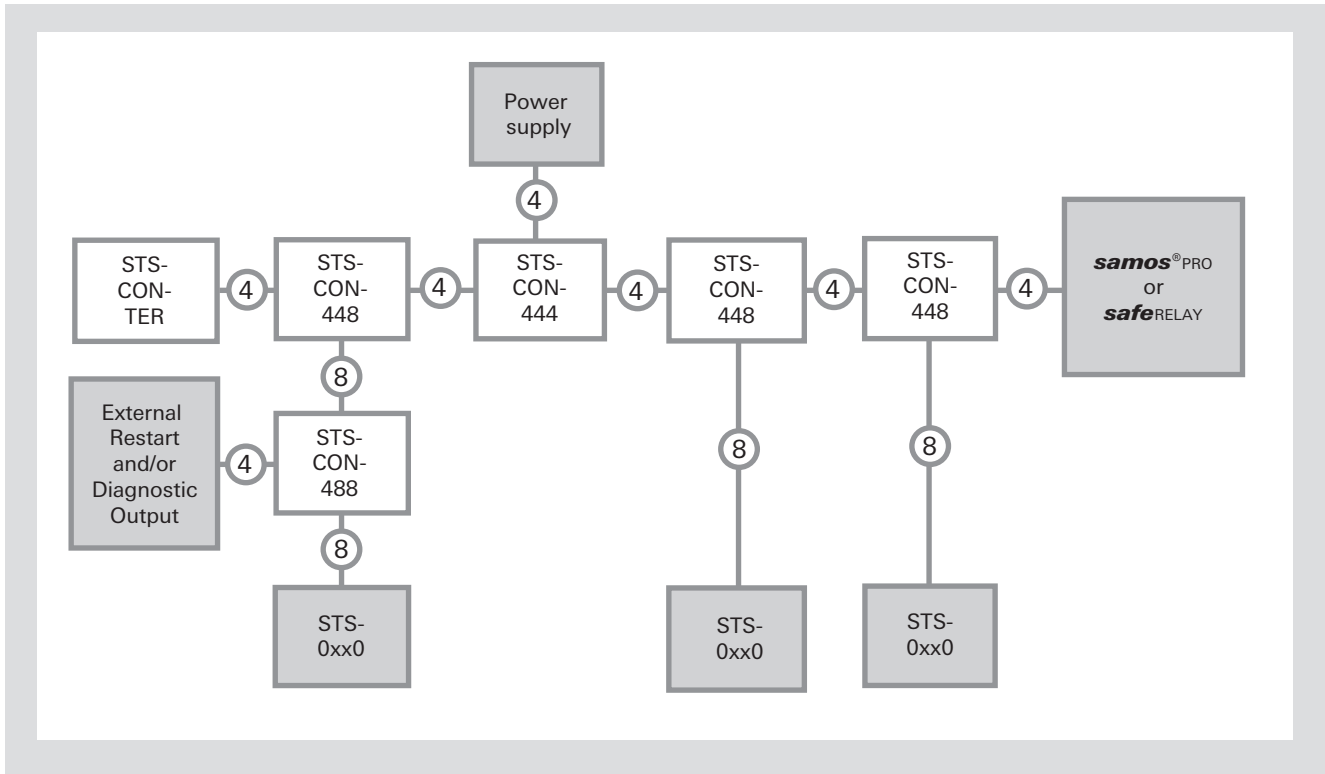 Power
supply
4
STS-
CON-
TER
4
STS-
CON-
448
4
STS-
CON-
444
4
STS-
CON-
448
4
STS-
CON-
448
4
samos®PRO
or
safeRELAY
8
8
8
External
Restart
and/or
Diagnostic
Output
4
STS-
CON-
488
8
STS-
0xx0
STS-
0xx0
STS-
0xx0